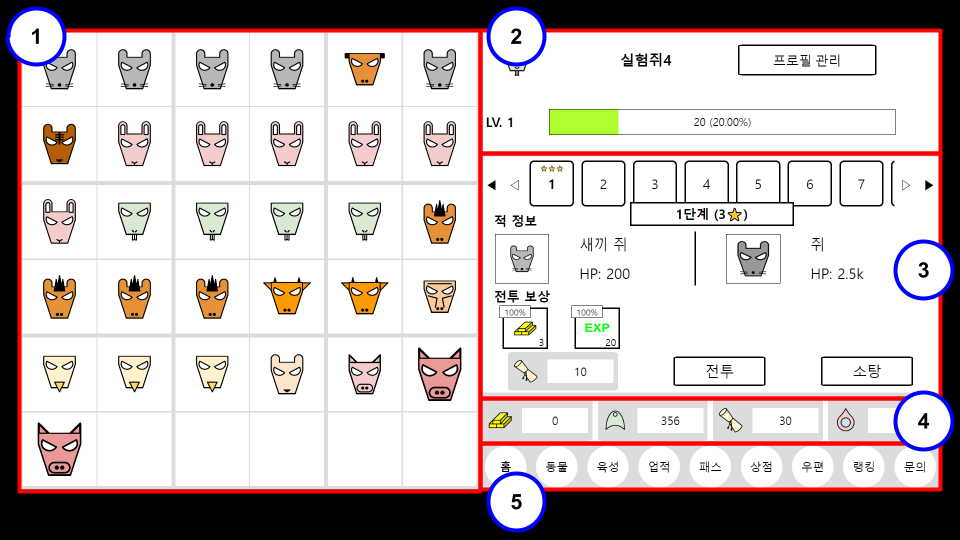 1
2
실험쥐4
프로필 관리
LV. 1
20 (20.00%)
1
2
3
4
5
6
7
1단계 (3⭐)
적 정보
새끼 쥐
HP: 200
쥐
HP: 2.5k
3
전투 보상
100%
3
100%
EXP
20
10
전투
소탕
0
356
30
4
홈
동물
육성
업적
패스
상점
우편
랭킹
문의
5